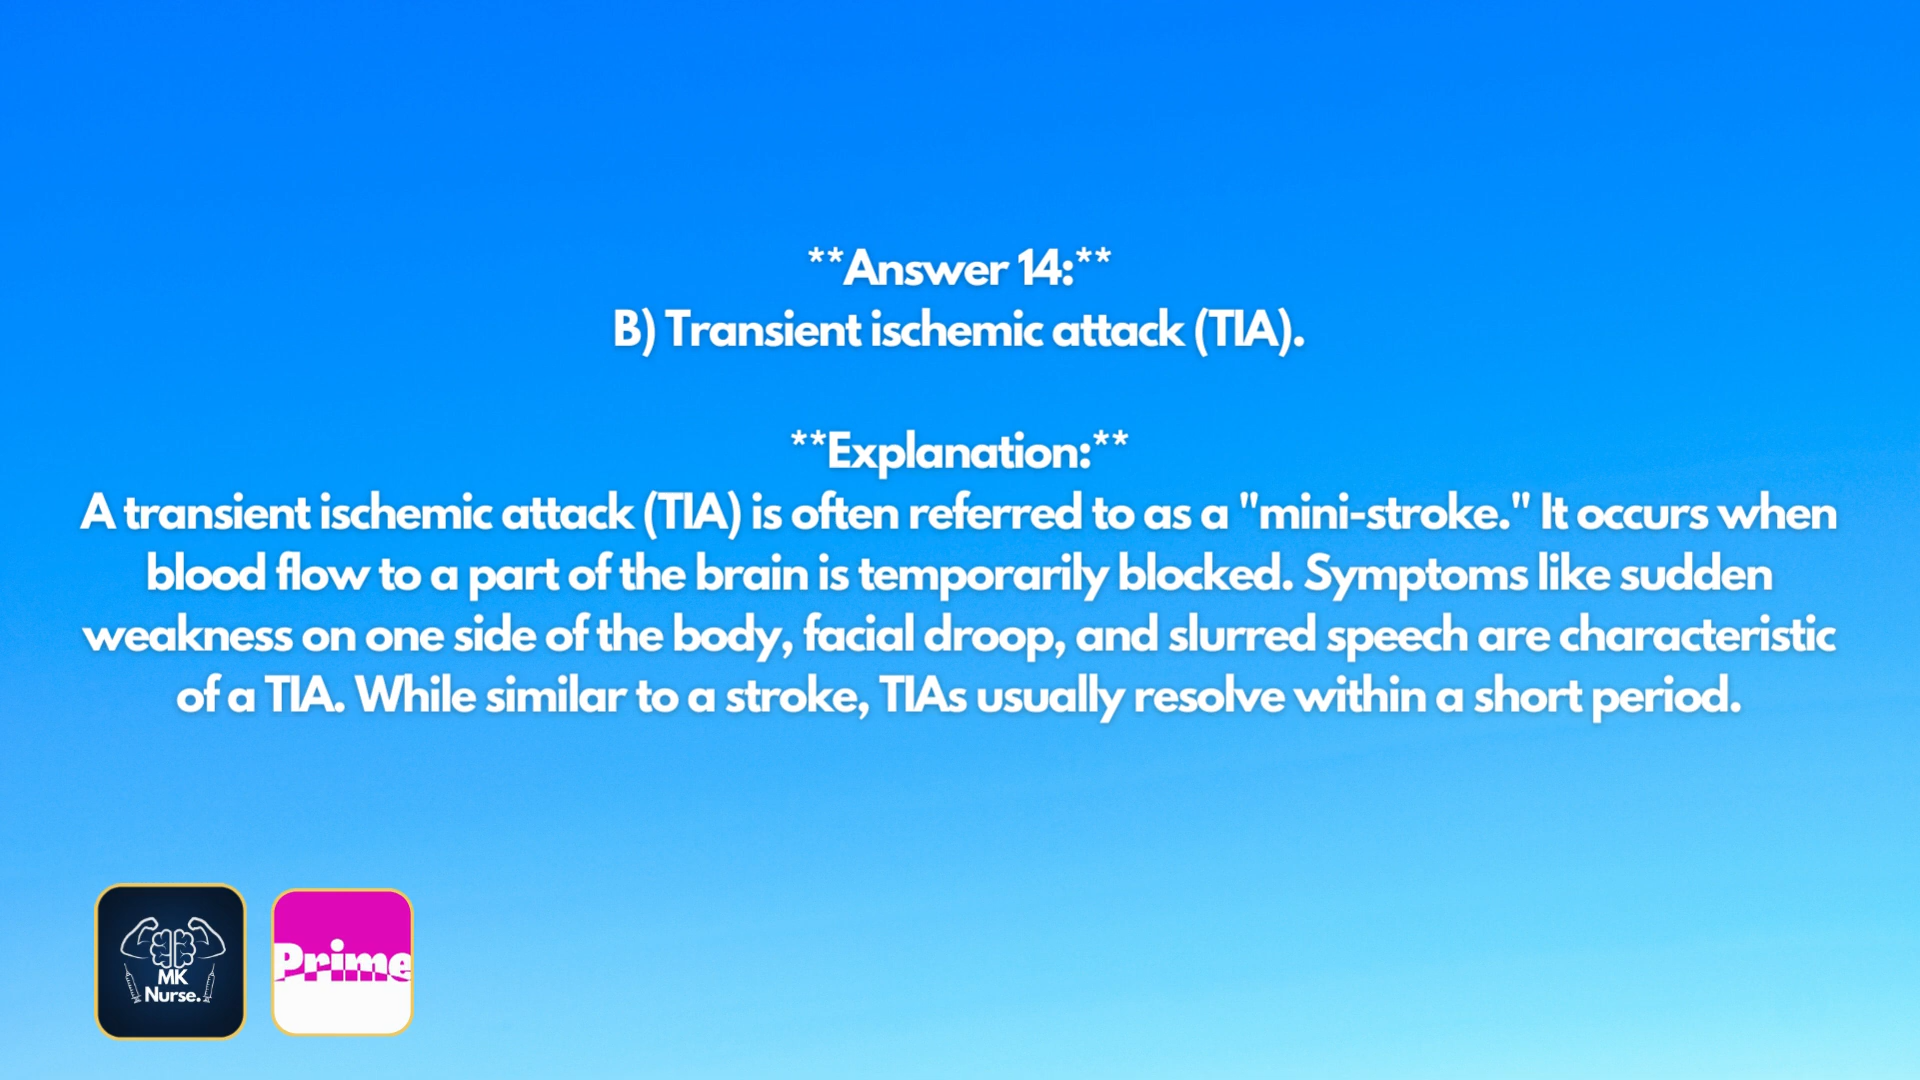 **Answer 14:**
B) Transient ischemic attack (TIA).
**Explanation:**
A transient ischemic attack (TIA) is often referred to as a "mini-stroke." It occurs when
blood flow to a part of the brain is temporarily blocked. Symptoms like sudden
weakness on one side of the body, facial droop, and slurred speech are characteristic
of a TIA. While similar to a stroke, TIAs usually resolve within a short period.
MK
Nurse.
Prime